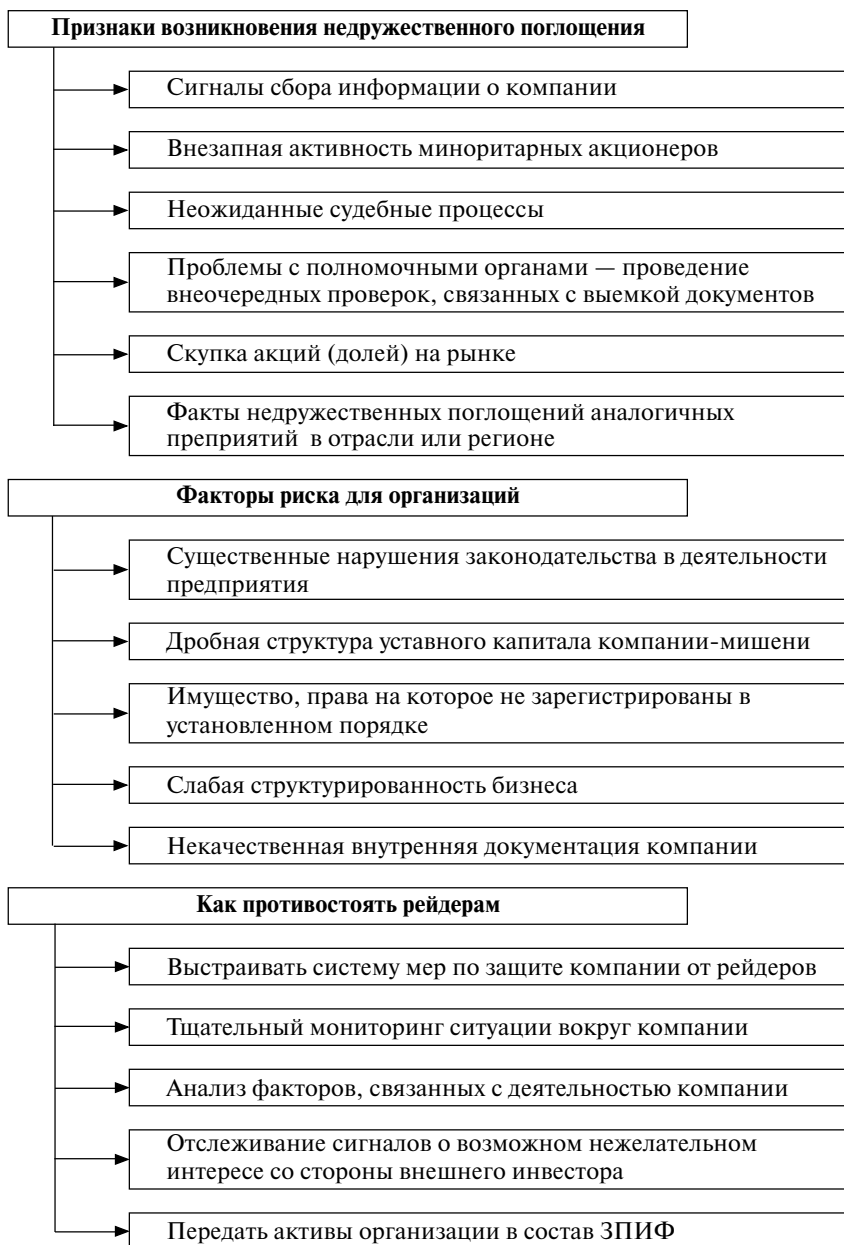 Признаки возникновения недружественного поглощения
Сигналы сбора информации о компании
Внезапная активность миноритарных акционеров
Неожиданные судебные процессы
Проблемы с полномочными органами — проведение
внеочередных проверок, связанных с выемкой документов
Скупка акций (долей) на рынке
Факты недружественных поглощений аналогичных
преприятий в отрасли или регионе
Факторы риска для организаций
Существенные нарушения законодательства в деятельности
предприятия
Дробная структура уставного капитала компании-мишени
Имущество, права на которое не зарегистрированы в
установленном порядке
Слабая структурированность бизнеса
Некачественная внутренняя документация компании
Как противостоять рейдерам
Выстраивать систему мер по защите компании от рейдеров
Тщательный мониторинг ситуации вокруг компании
Анализ факторов, связанных с деятельностью компании
Отслеживание сигналов о возможном нежелательном
интересе со стороны внешнего инвестора
Передать активы организации в состав ЗПИФ